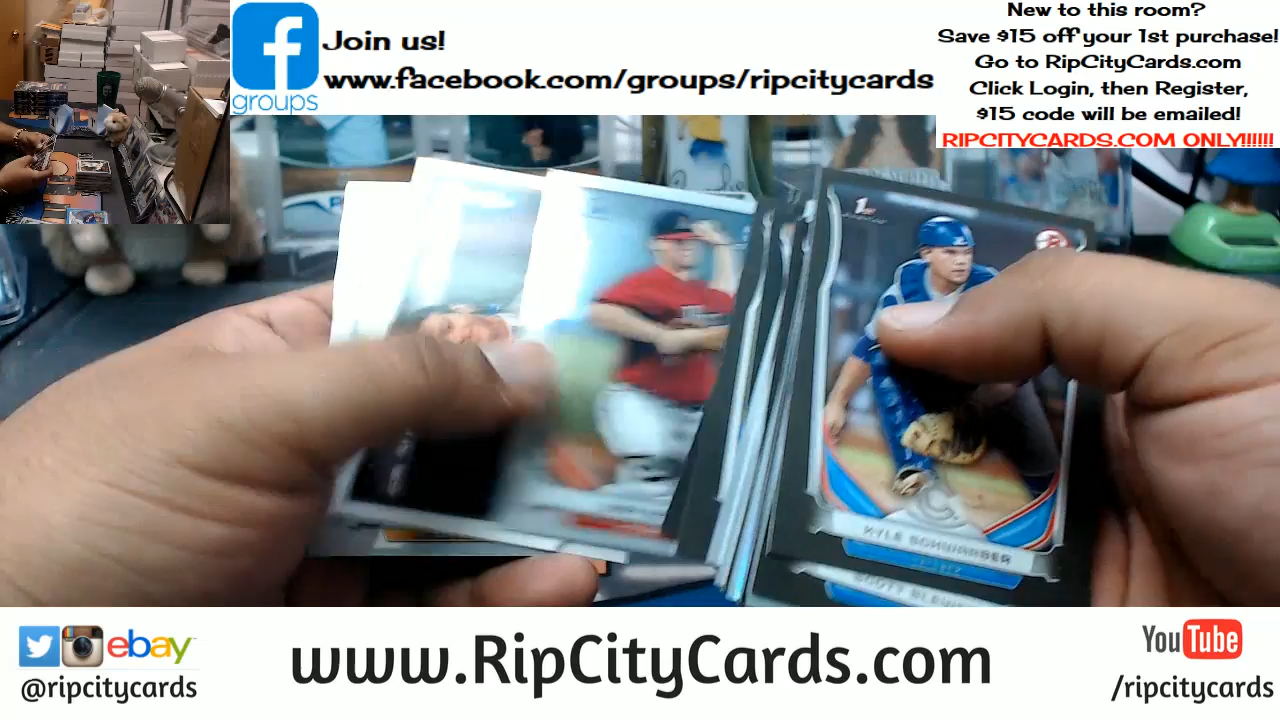 groups
Join us!
www.facebook.com/groups/ripcitycards
New to this room?
Save $15 off your 1st purchase!
Go to RipCityCards.com
Click Login, then Register,
$15 code will be emailed!
RIPCITYCARDS.COM ONLY!!!!!!
1st
KYLE SCHWARBER
SCOTT
ebay
@ripcitycards
www.RipCityCards.com
YouTube
/ripcitycards